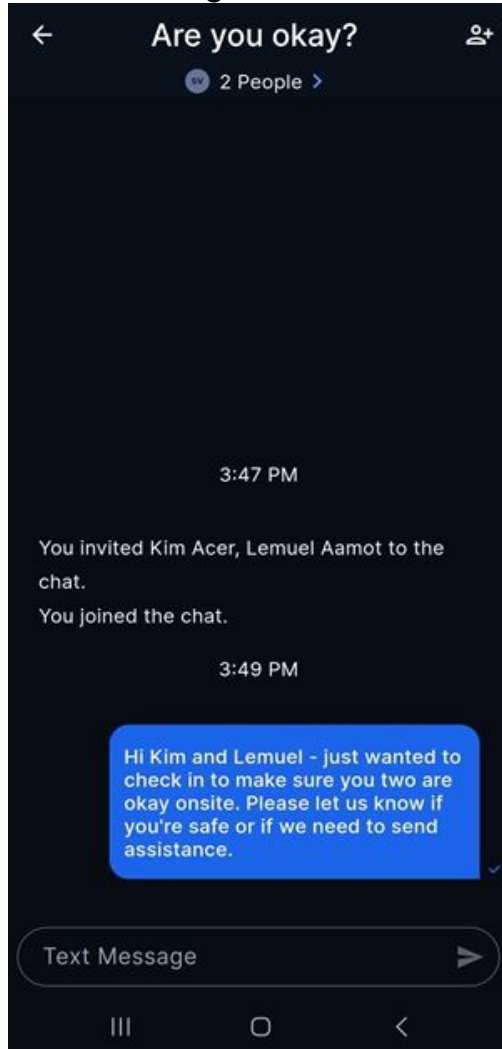 Are you okay?
SV 2 People >
3:47 PM
You invited Kim Acer, Lemuel Aamot to the
chat.
You joined the chat.
3:49 PM
Hi Kim and Lemuel - just wanted to
check in to make sure you two are
okay onsite. Please let us know if
you're safe or if we need to send
assistance.
Text Message